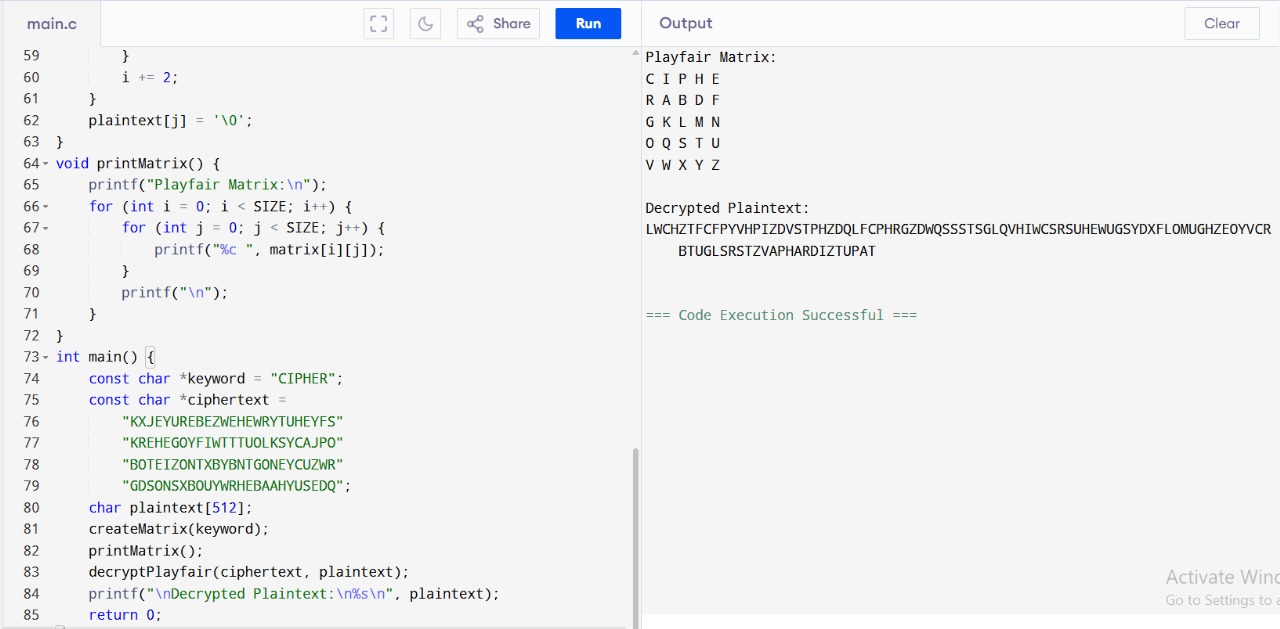 main.c
Share
Run
Output
Clear
59 }
60 i += 2;
61 }
62 plaintext[j] = '\0';
63 }
64 void printMatrix() {
65 printf("Playfair Matrix:\n");
66 for (int i = 0; i < SIZE; i++) {
67 for (int j = 0; j < SIZE; j++) {
68 printf("%c ", matrix[i][j]);
69 }
70 printf("\n");
71 }
72 }
73 int main() {
74 const char *keyword = "CIPHER";
75 const char *ciphertext =
76 "KXJEYUREBEZWEHEWRYTUHEYFS"
77 "KREHEGOYFIWTTTUOLKSYCAJPO"
78 "BOTEIZONTXBYBNTGONEYCUZWR"
79 "GDSONSXBOUYWRHEBAAHYUSEDQ";
80 char plaintext[512];
81 createMatrix(keyword);
82 printMatrix();
83 decryptPlayfair(ciphertext, plaintext);
84 printf("\nDecrypted Plaintext:\n%s\n", plaintext);
85 return 0;
Playfair Matrix:
C I P H E
R A B D F
G K L M N
O Q S T U
V W X Y Z
Decrypted Plaintext:
LWCHZTFCFPYVHPIZDVSTPHZDQLFCPHRGZDWQSSSTSGLQVHIWCSRSUHEWUGSYDXFLOMUGHZEOYVCR
BTUGLSRSTZVAPHARDIZTUPAT
=== Code Execution Successful ===
Activate Winc
Go to Settings to a